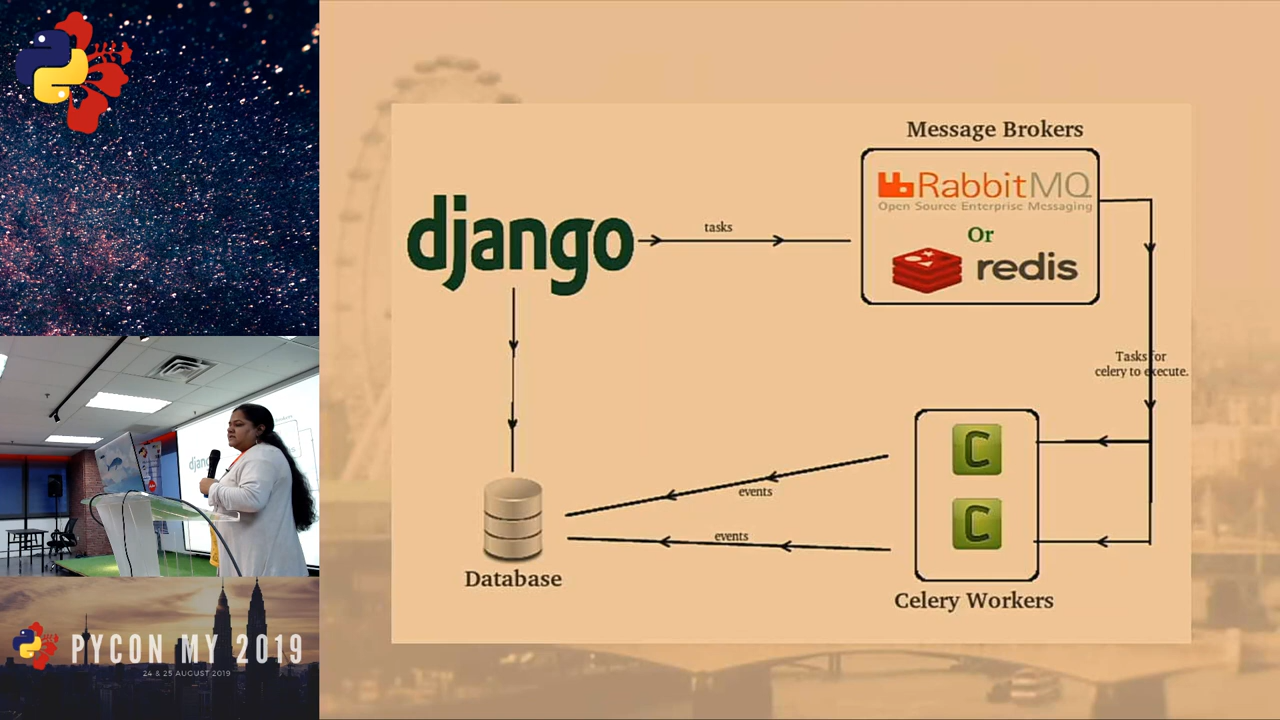 Message Brokers
RabbitMQ
Open Source Enterprise Messaging
Or
redis
django
tasks
Tasks for
celery to execute.
C
C
events
events
Database
Celery Workers
PYCON MY 2019
24 & 25 AUGUST 2019